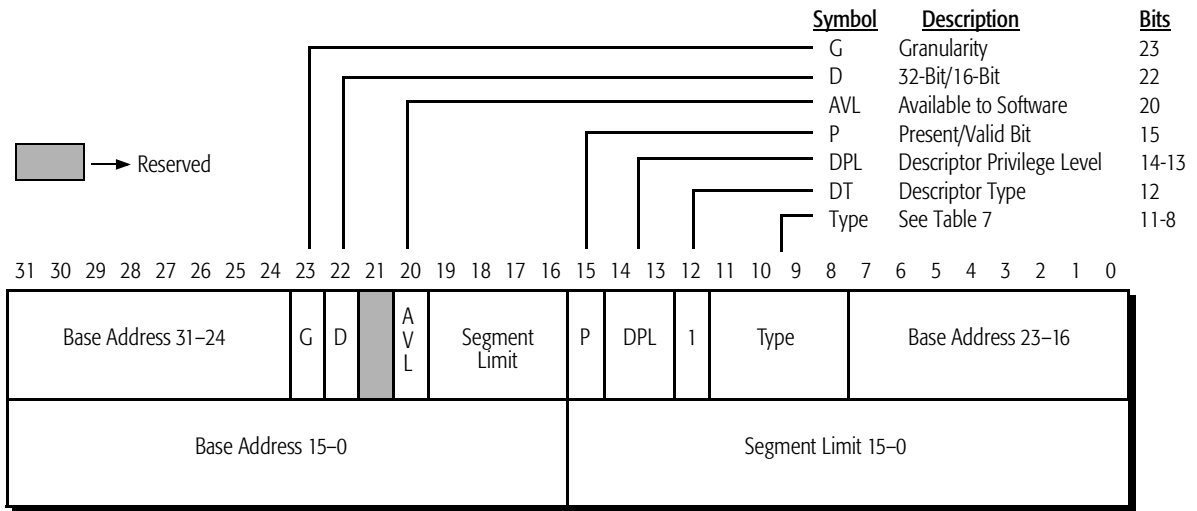 Symbol Description Bits
G Granularity 23
D 32-Bit/16-Bit 22
AVL Available to Software 20
P Present/Valid Bit 15
DPL Descriptor Privilege Level 14-13
DT Descriptor Type 12
Type See Table 7 11-8
Reserved
31 30 29 28 27 26 25 24 23 22 21 20 19 18 17 16 15 14 13 12 11 10 9 8 7 6 5 4 3 2 1 0
Base Address 31–24
G
D
A
V
L
Segment
Limit
P
DPL
1
Type
Base Address 23–16
Base Address 15–0
Segment Limit 15–0